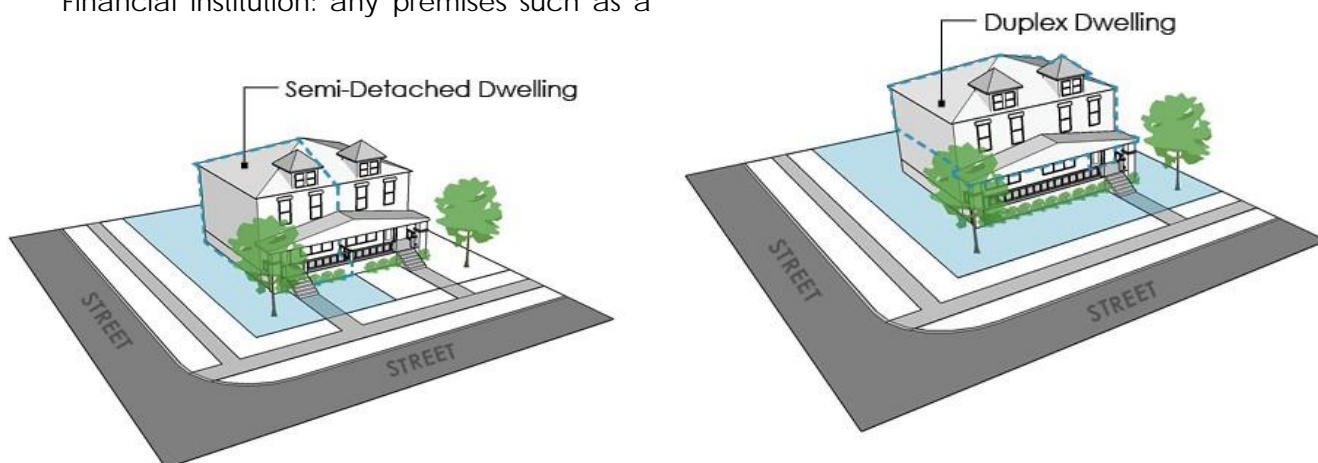 Financial institution: any premises such as a
Semi-Detached Dwelling
STREET
STREET
Duplex Dwelling
STREET
STREET